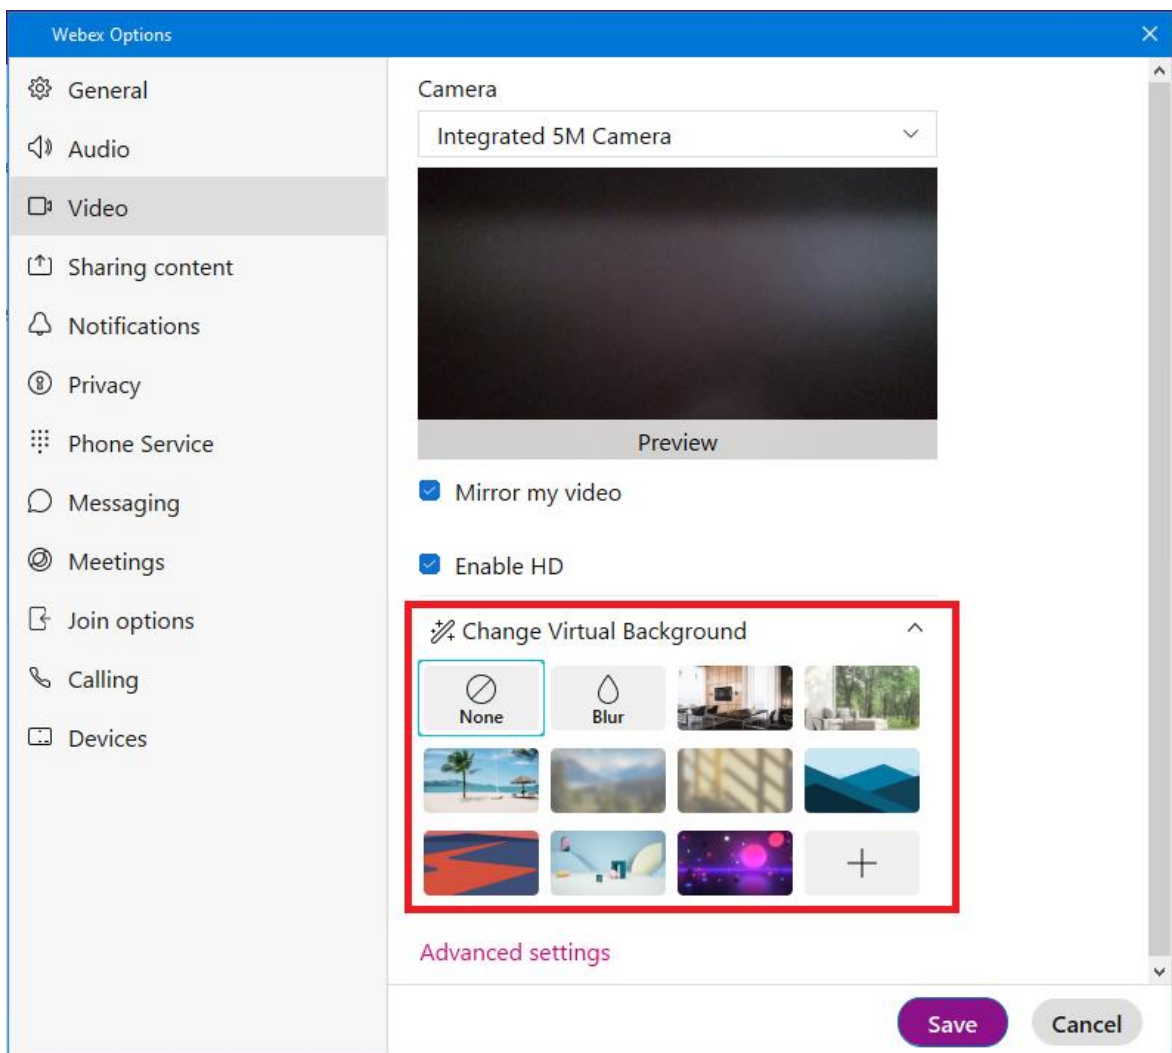 Webex Options
General
Audio
Video
Sharing content
Notifications
Privacy
Phone Service
Messaging
Meetings
Join options
Calling
Devices
Camera
Integrated 5M Camera
Preview
Mirror my video
Enable HD
Change Virtual Background
None
Blur
Advanced settings
Save
Cancel